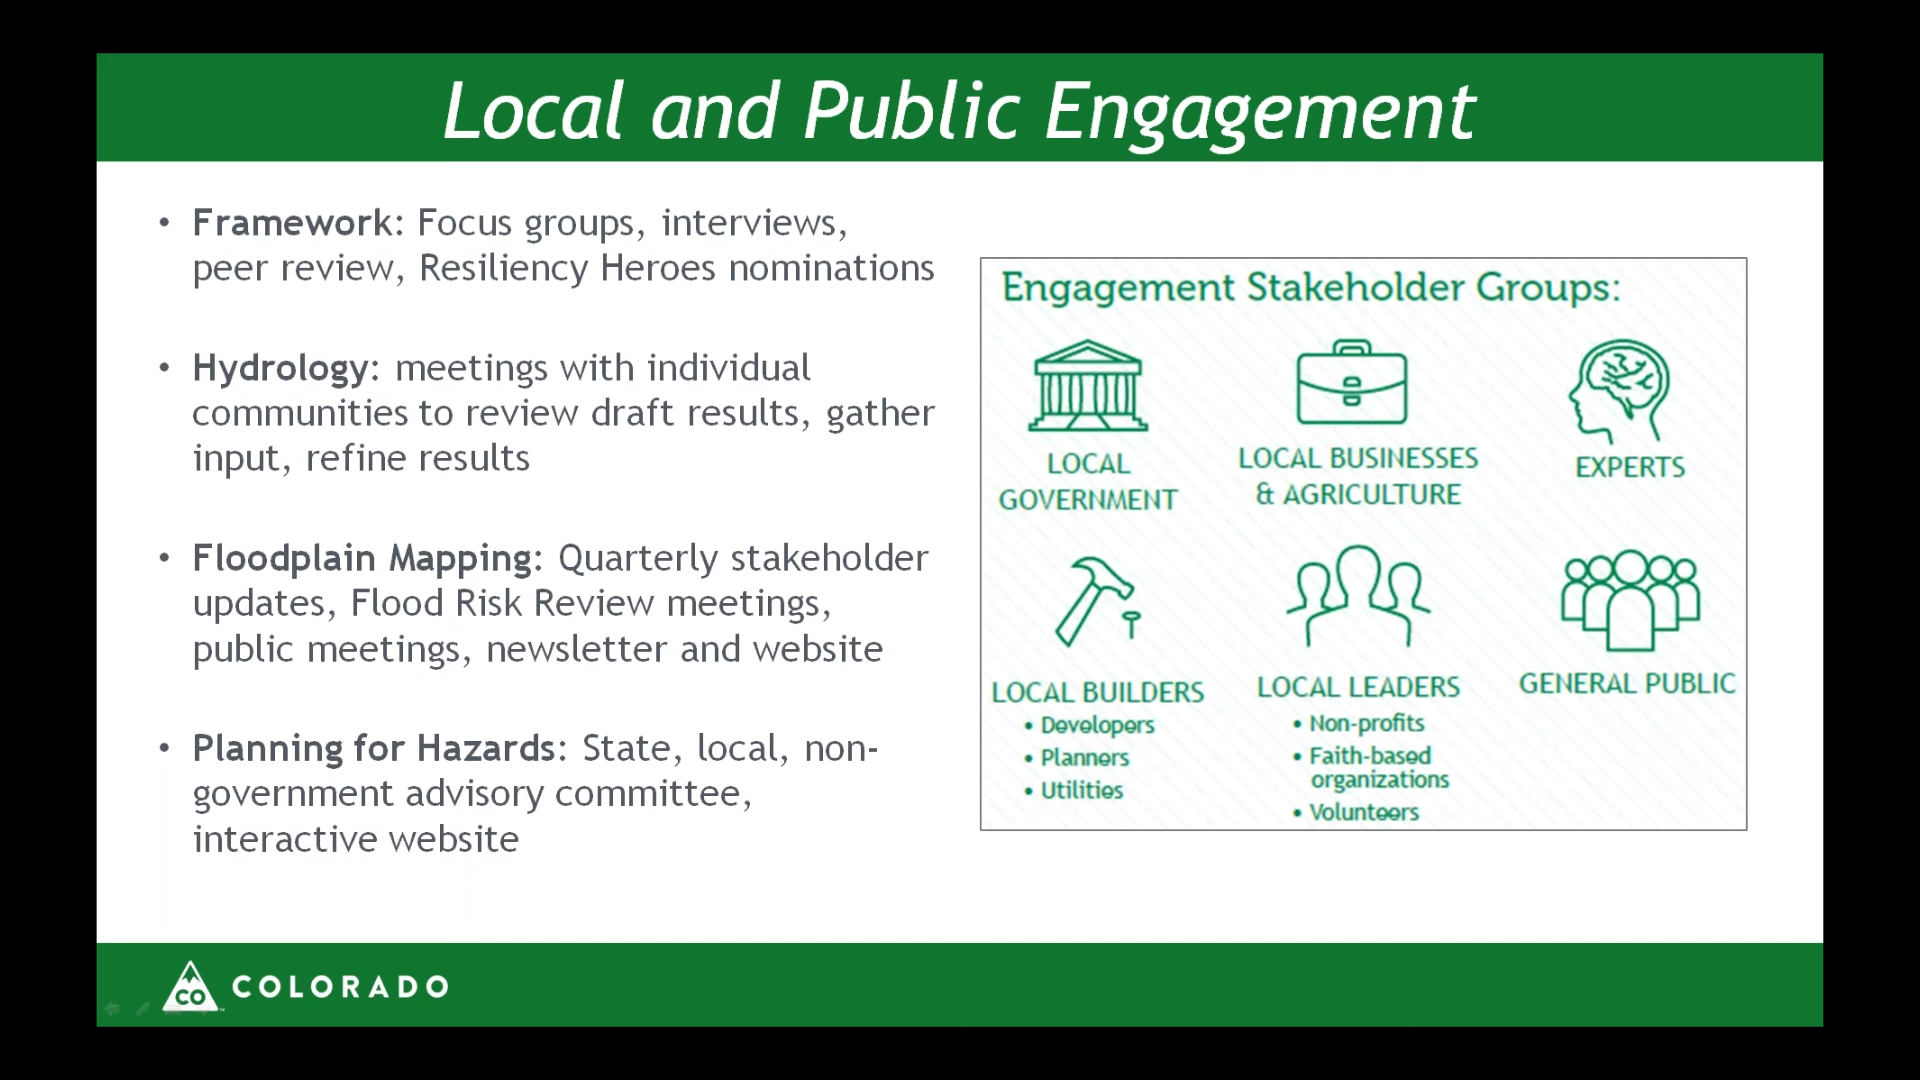 Local and Public Engagement
• Framework: Focus groups, interviews,
peer review, Resiliency Heroes nominations
• Hydrology: meetings with individual
communities to review draft results, gather
input, refine results
• Floodplain Mapping: Quarterly stakeholder
updates, Flood Risk Review meetings,
public meetings, newsletter and website
• Planning for Hazards: State, local, non-
government advisory committee,
interactive website
Engagement Stakeholder Groups:
LOCAL
GOVERNMENT
LOCAL BUSINESSES
& AGRICULTURE
EXPERTS
LOCAL BUILDERS
• Developers
• Planners
• Utilities
LOCAL LEADERS
• Non-profits
• Faith-based
organizations
• Volunteers
GENERAL PUBLIC
CO
COLORADO